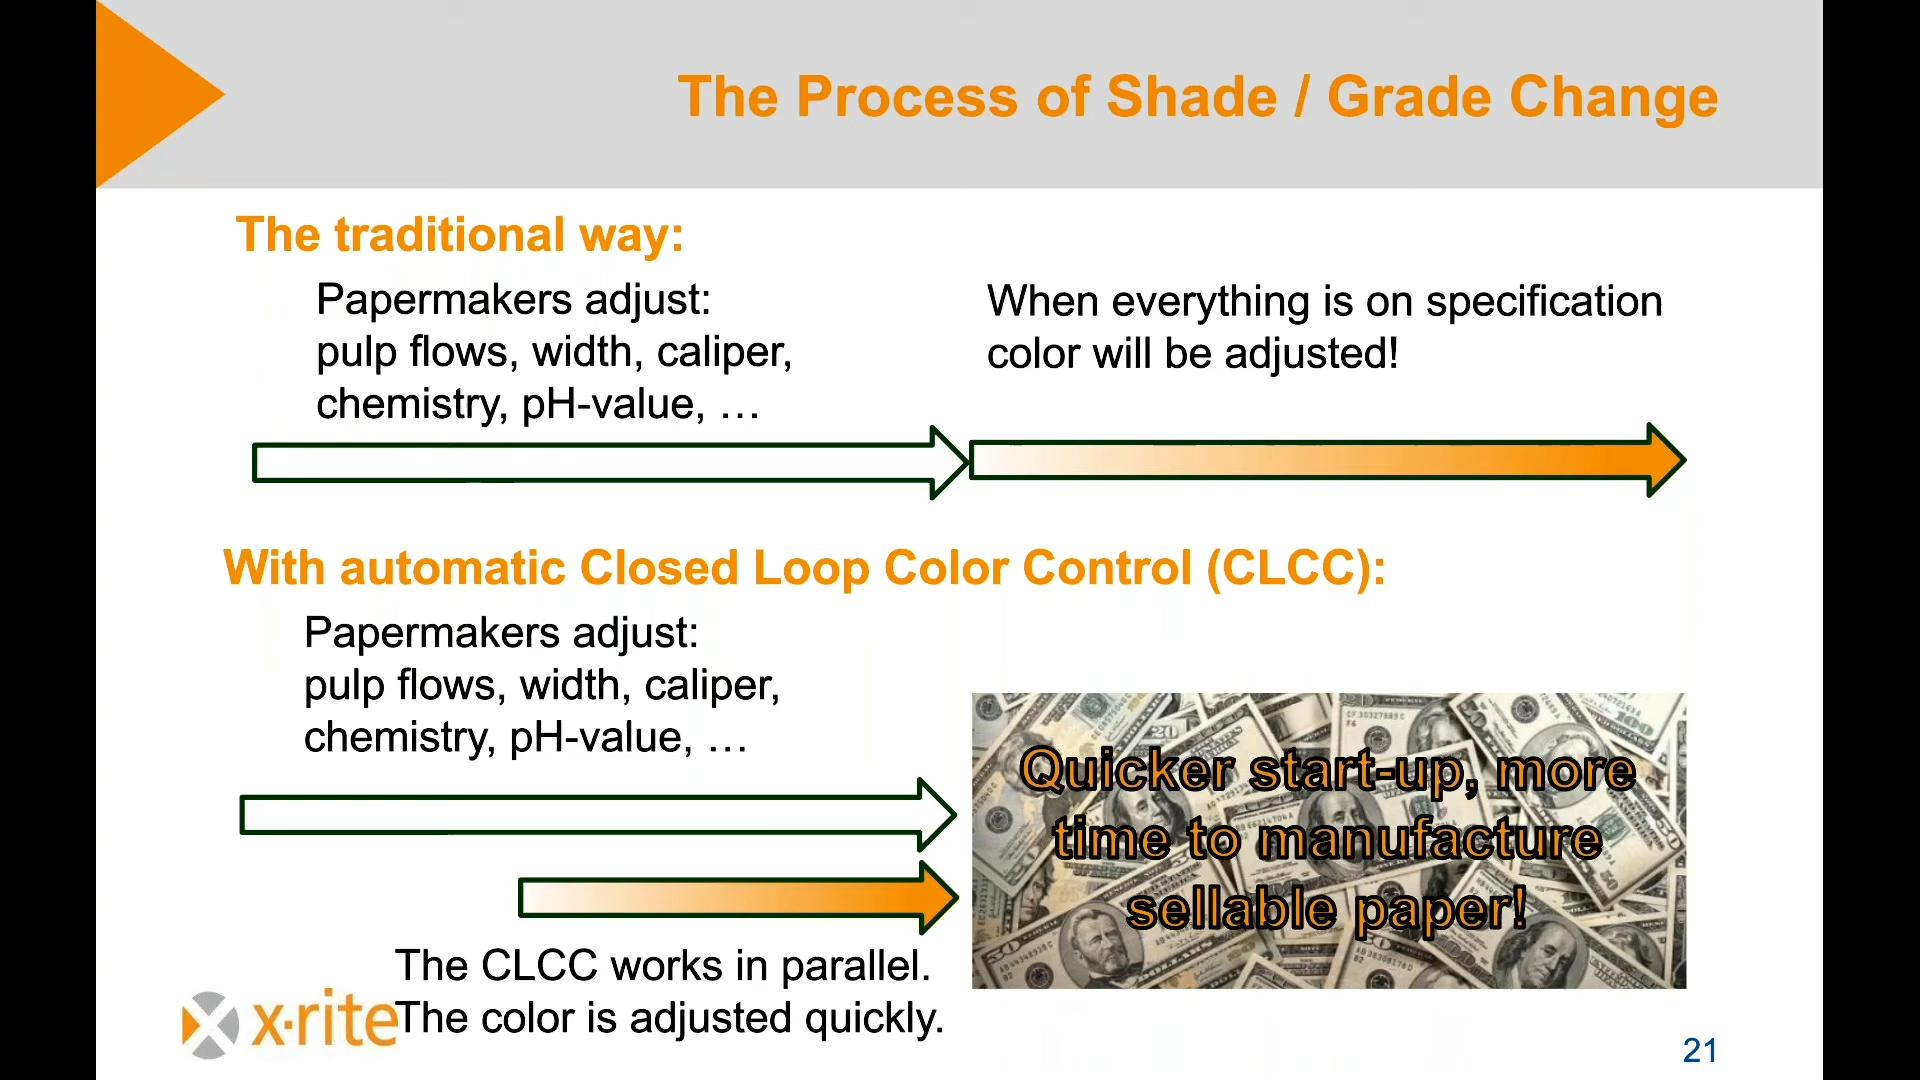 The Process of Shade / Grade Change
The traditional way:
Papermakers adjust:
pulp flows, width, caliper,
chemistry, pH-value, …
When everything is on specification
color will be adjusted!
With automatic Closed Loop Color Control (CLCC):
Papermakers adjust:
pulp flows, width, caliper,
chemistry, pH-value, …
Quicker start-up, more
time to manufacture
sellable paper!
The CLCC works in parallel.
The color is adjusted quickly.
x·rite
21